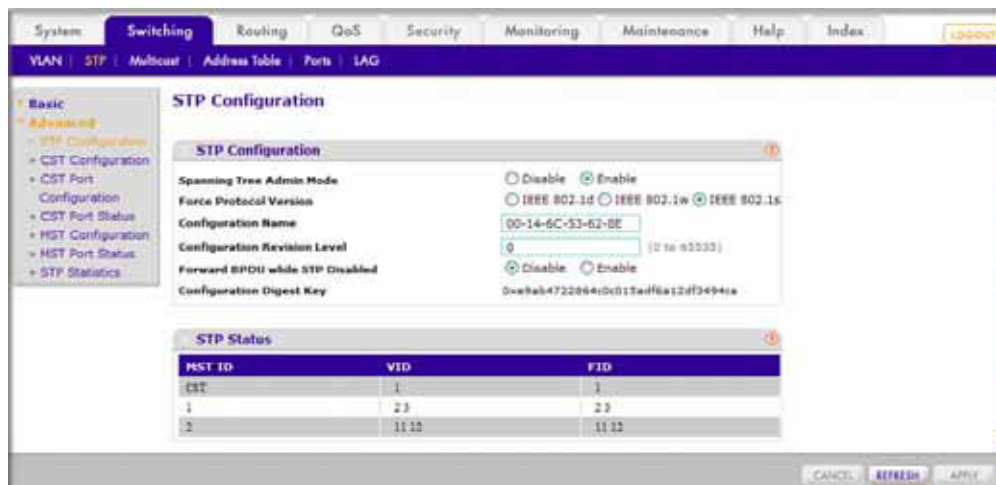 System Switching Routing QoS Security Monitoring Maintenance Help Index LOGOUT
VLAN STP Multicast Address Table Ports LAG
Basic
Advanced
STP Configuration
CST Configuration
CST Port
Configuration
CST Port Status
MST Configuration
MST Port Status
STP Statistics
STP Configuration
STP Configuration
Spanning Tree Admin Mode Disable Enable
Force Protocol Version IEEE 802.1d IEEE 802.1w IEEE 802.1s
Configuration Name 00-14-6C-53-62-8E
Configuration Revision Level 0 (0 to 65535)
Forward BPDU while STP Disabled Disable Enable
Configuration Digest Key
STP Status
MST ID VID FID
CST 1 1
1 2 3 2 3
2 11 12 11 12
CANCEL REFRESH APPLY